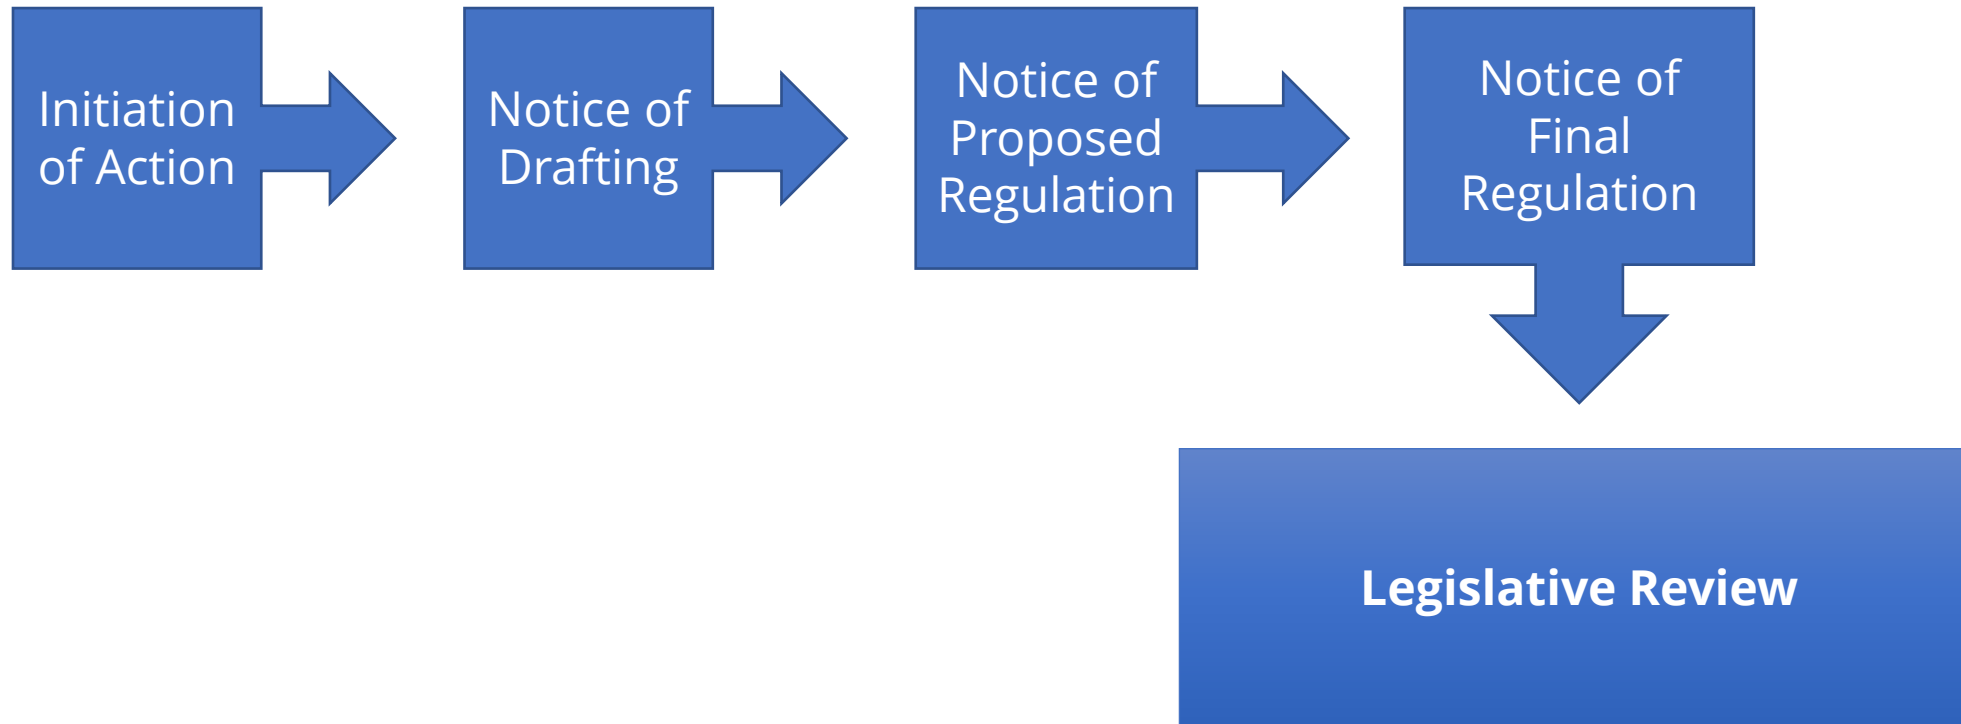 Initiation
of Action
Notice of
Drafting
Notice of
Proposed
Regulation
Notice of
Final
Regulation
Legislative Review